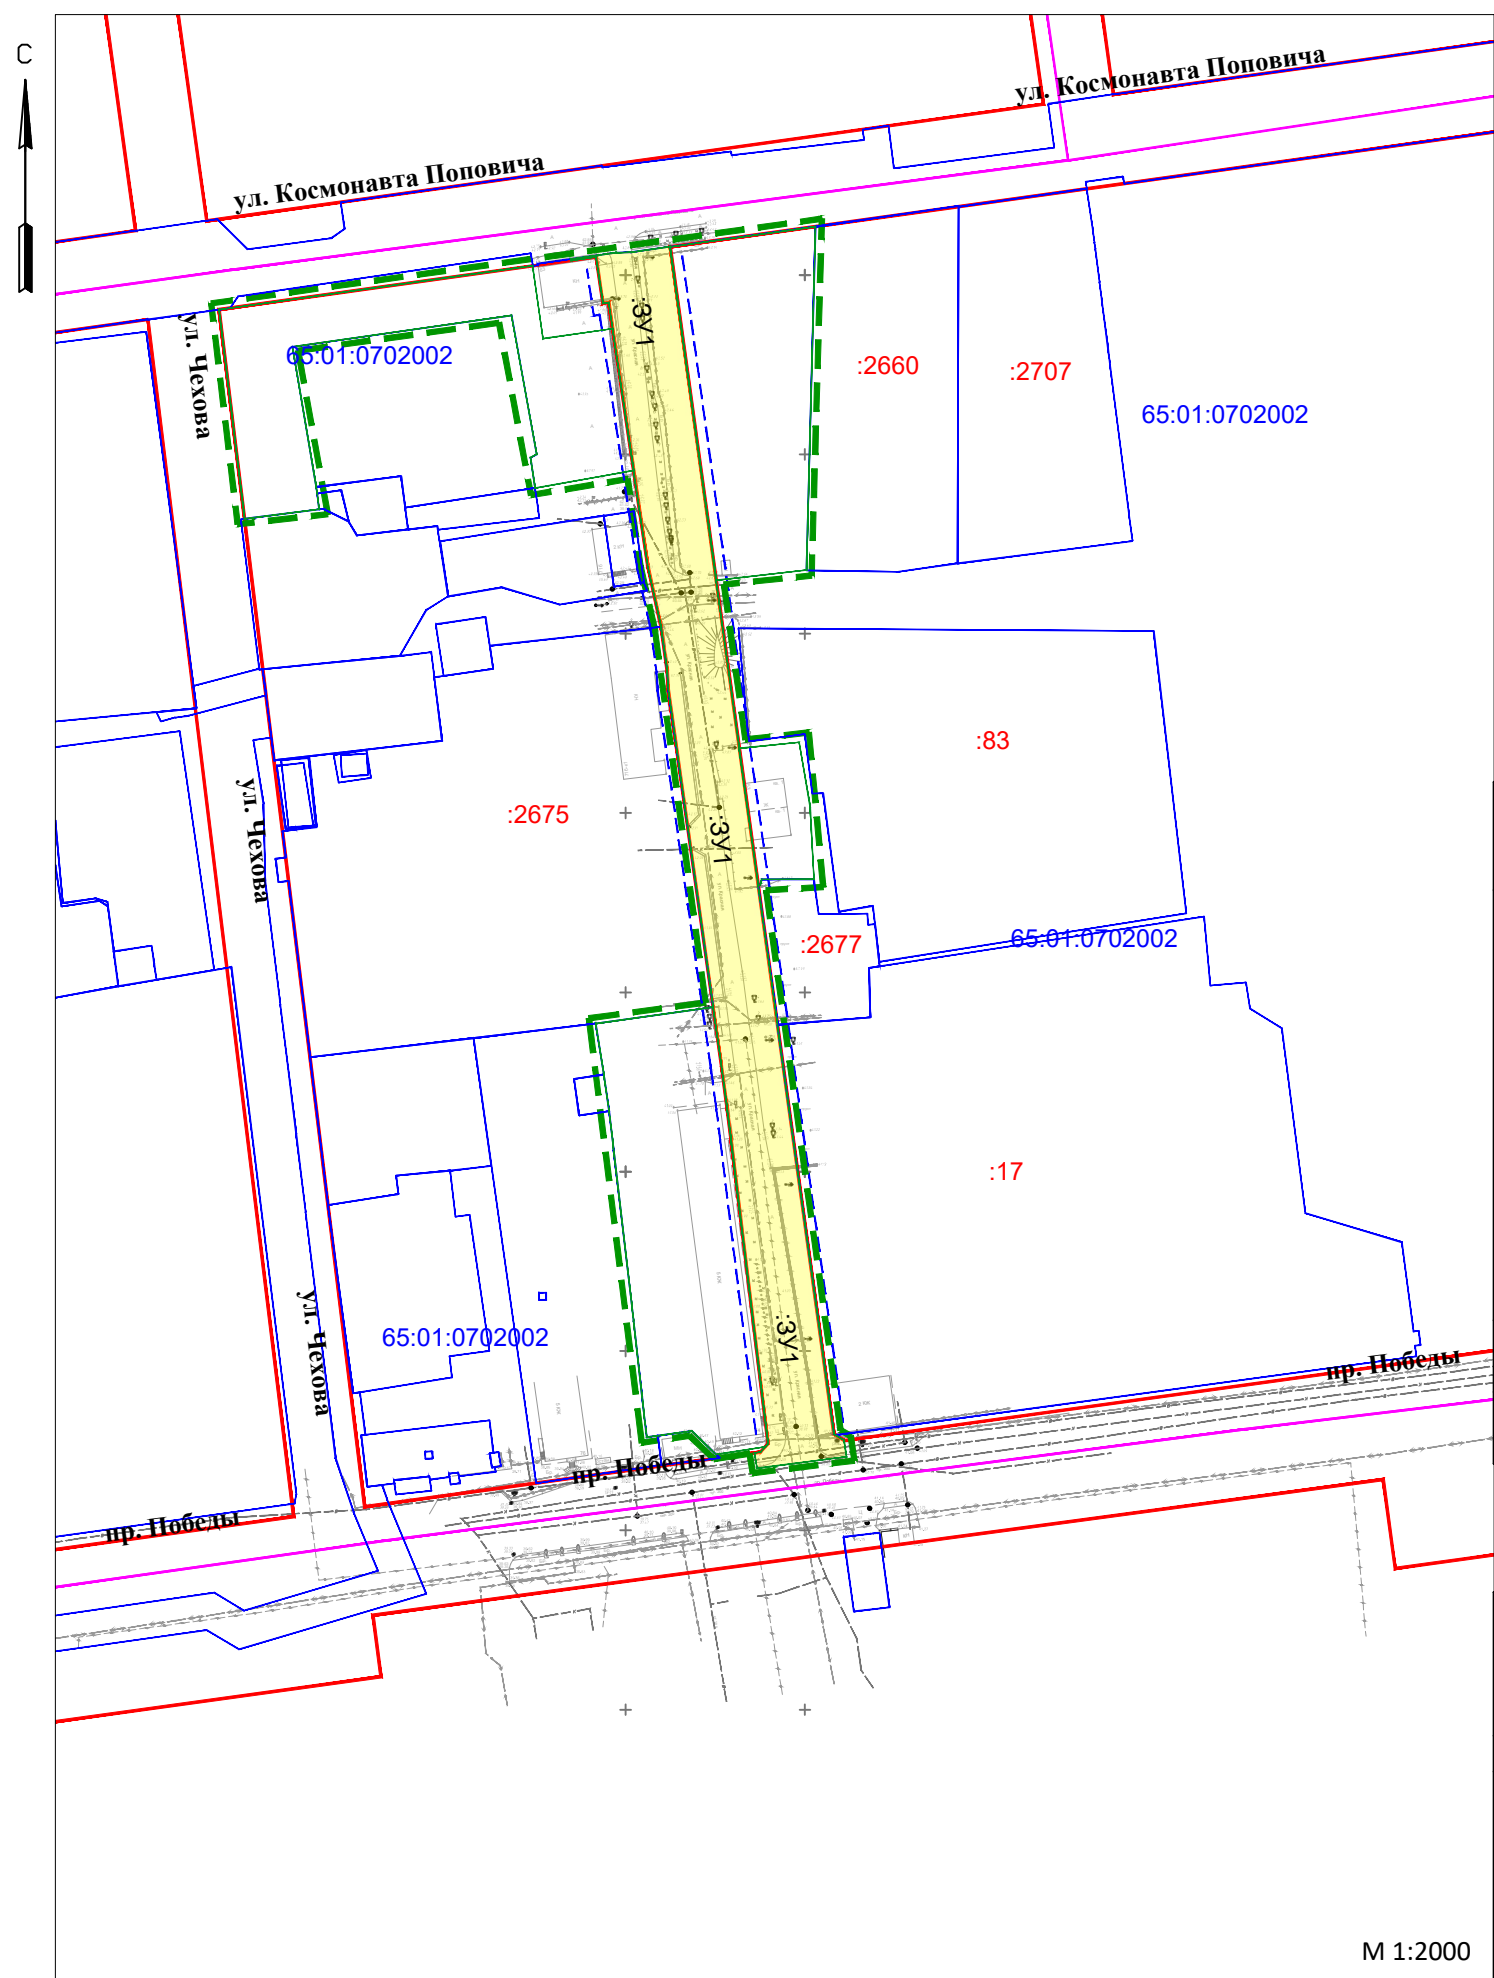 С
ул. Космонавта Поповича
ул. Космонавта Поповича
ул. Чехова
65:01:0702002
:ЗУ1
:2660
:2707
65:01:0702002
ул. Чехова
:2675
:ЗУ1
:83
:2677
65:01:0702002
:17
ул. Чехова
65:01:0702002
:ЗУ1
пр. Победы
пр. Победы
пр. Победы
М 1:2000